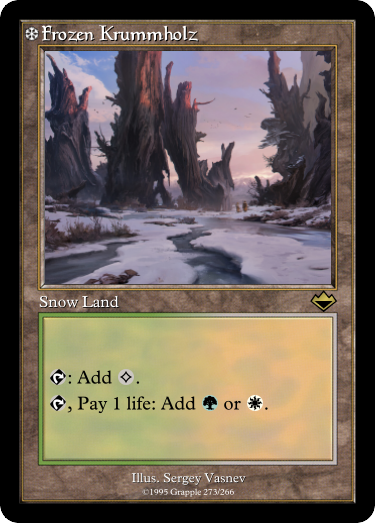 Frozen Krummholz
Snow Land
: Add .
, Pay 1 life: Add or .
Illus. Sergey Vasnev
©1995 Grapple 273/266